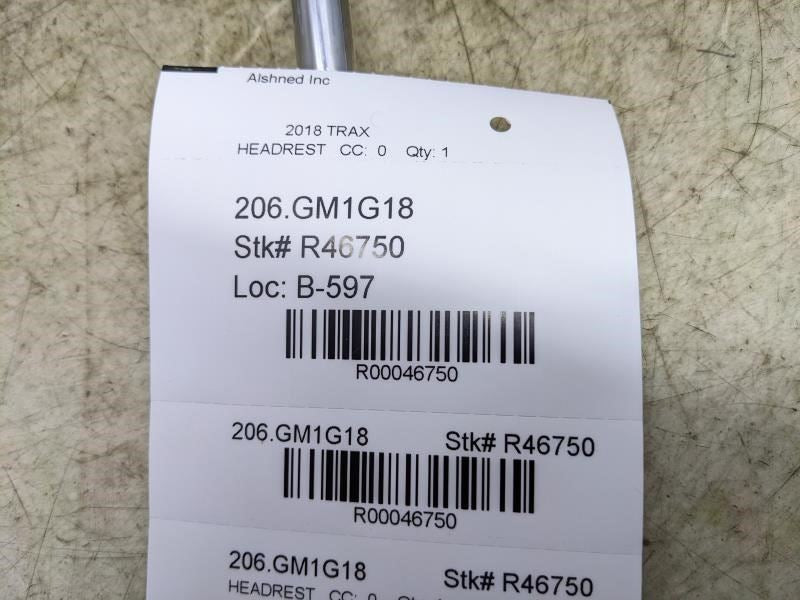 Alshned Inc
2018 TRAX
HEADREST CC: 0 Qty: 1
206.GM1G18
Stk# R46750
Loc: B-597
R00046750
206.GM1G18 Stk# R46750
R00046750
206.GM1G18 Stk# R46750
HEADREST CC: 0 Qty: